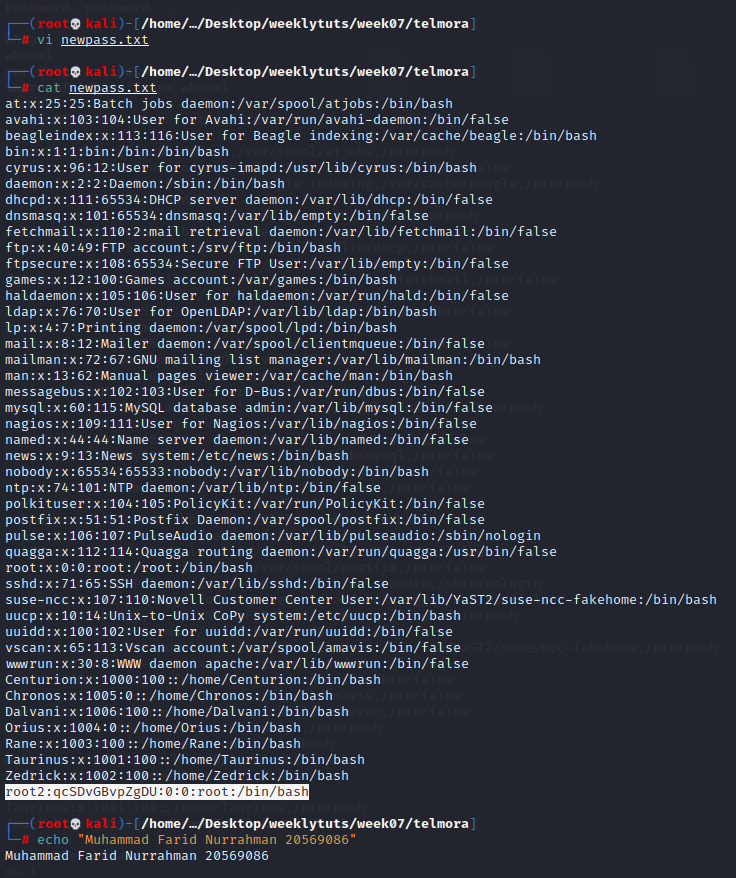 ┌──(root💀kali)-[/home/…/Desktop/weeklytuts/week07/telmora]
└─# vi newpass.txt
┌──(root💀kali)-[/home/…/Desktop/weeklytuts/week07/telmora]
└─# cat newpass.txt
at:x:25:25:Batch jobs daemon:/var/spool/atjobs:/bin/bash
avahi:x:103:104:User for Avahi:/var/run/avahi-daemon:/bin/false
beagleindex:x:113:116:User for Beagle indexing:/var/cache/beagle:/bin/bash
bin:x:1:1:bin:/bin:/bin/bash
cyrus:x:96:12:User for cyrus-imapd:/usr/lib/cyrus:/bin/bash
daemon:x:2:2:Daemon:/sbin:/bin/bash
dhcpd:x:111:65534:DHCP server daemon:/var/lib/dhcp:/bin/false
dnsmasq:x:101:65534:dnsmasq:/var/lib/empty:/bin/false
fetchmail:x:110:2:mail retrieval daemon:/var/lib/fetchmail:/bin/false
ftp:x:40:49:FTP account:/srv/ftp:/bin/bash
ftpsecure:x:108:65534:Secure FTP User:/var/lib/empty:/bin/false
games:x:12:100:Games account:/var/games:/bin/bash
haldaemon:x:105:106:User for haldaemon:/var/run/hald:/bin/false
ldap:x:76:70:User for OpenLDAP:/var/lib/ldap:/bin/bash
lp:x:4:7:Printing daemon:/var/spool/lpd:/bin/bash
mail:x:8:12:Mailer daemon:/var/spool/clientmqueue:/bin/false
mailman:x:72:67:GNU mailing list manager:/var/lib/mailman:/bin/bash
man:x:13:62:Manual pages viewer:/var/cache/man:/bin/bash
messagebus:x:102:103:User for D-Bus:/var/run/dbus:/bin/false
mysql:x:60:115:MySQL database admin:/var/lib/mysql:/bin/false
nagios:x:109:111:User for Nagios:/var/lib/nagios:/bin/false
named:x:44:44:Name server daemon:/var/lib/named:/bin/false
news:x:9:13:News system:/etc/news:/bin/bash
nobody:x:65534:65533:nobody:/var/lib/nobody:/bin/bash
ntp:x:74:101:NTP daemon:/var/lib/ntp:/bin/false
polkituser:x:104:105:PolicyKit:/var/run/PolicyKit:/bin/false
postfix:x:51:51:Postfix Daemon:/var/spool/postfix:/bin/false
pulse:x:106:107:PulseAudio daemon:/var/lib/pulseaudio:/sbin/nologin
quagga:x:112:114:Quagga routing daemon:/var/run/quagga:/usr/bin/false
root:x:0:0:root:/root:/bin/bash
sshd:x:71:65:SSH daemon:/var/lib/sshd:/bin/false
suse-ncc:x:107:110:Novell Customer Center User:/var/lib/YaST2/suse-ncc-fakehome:/bin/bash
uucp:x:10:14:Unix-to-Unix CoPy system:/etc/uucp:/bin/bash
uuidd:x:100:102:User for uuidd:/var/run/uuidd:/bin/false
vscan:x:65:113:Vscan account:/var/spool/amavis:/bin/false
wwwrun:x:30:8:WWW daemon apache:/var/lib/wwwrun:/bin/false
Centurion:x:1000:100::/home/Centurion:/bin/bash
Chronos:x:1005:0::/home/Chronos:/bin/bash
Dalvani:x:1006:100::/home/Dalvani:/bin/bash
Orius:x:1004:0::/home/Orius:/bin/bash
Rane:x:1003:100::/home/Rane:/bin/bash
Taurinus:x:1001:100::/home/Taurinus:/bin/bash
Zedrick:x:1002:100::/home/Zedrick:/bin/bash
root2:qcSDvGBvpZgDU:0:0:root:/bin/bash
┌──(root💀kali)-[/home/…/Desktop/weeklytuts/week07/telmora]
└─# echo "Muhammad Farid Nurrahman 20569086"
Muhammad Farid Nurrahman 20569086